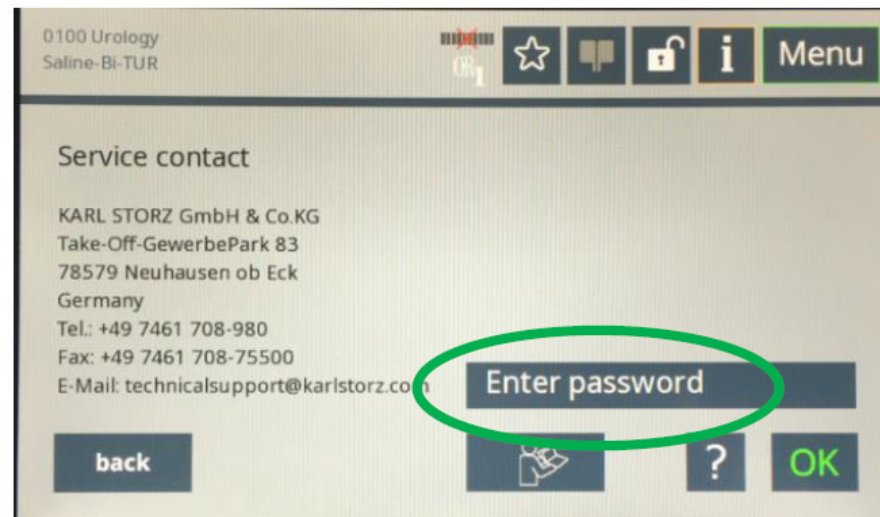 0100 Urology
Saline-Bi-TUR
OR1
i
Menu
Service contact
KARL STORZ GmbH & Co.KG
Take-Off-GewerbePark 83
78579 Neuhausen ob Eck
Germany
Tel.: +49 7461 708-980
Fax: +49 7461 708-75500
E-Mail: technicalsupport@karlstorz.com
Enter password
back
?
OK